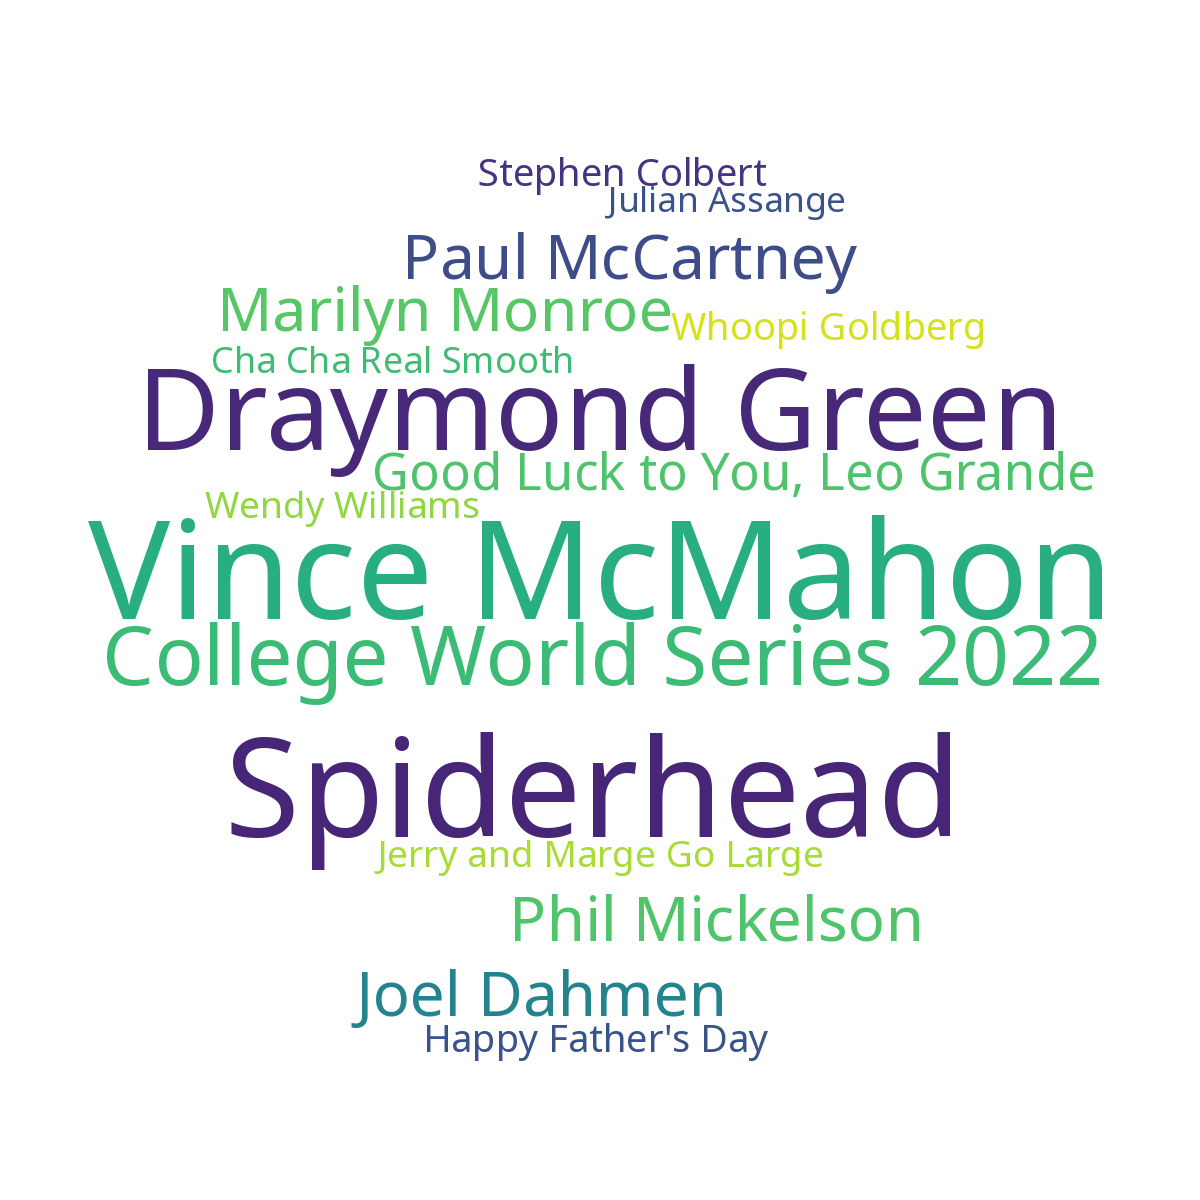 Stephen Colbert
Julian Assange
Paul McCartney
Marilyn Monroe
Whoopi Goldberg
Cha Cha Real Smooth
Draymond Green
Good Luck to You, Leo Grande
Wendy Williams
Vince McMahon
College World Series 2022
Spiderhead
Jerry and Marge Go Large
Phil Mickelson
Joel Dahmen
Happy Father's Day